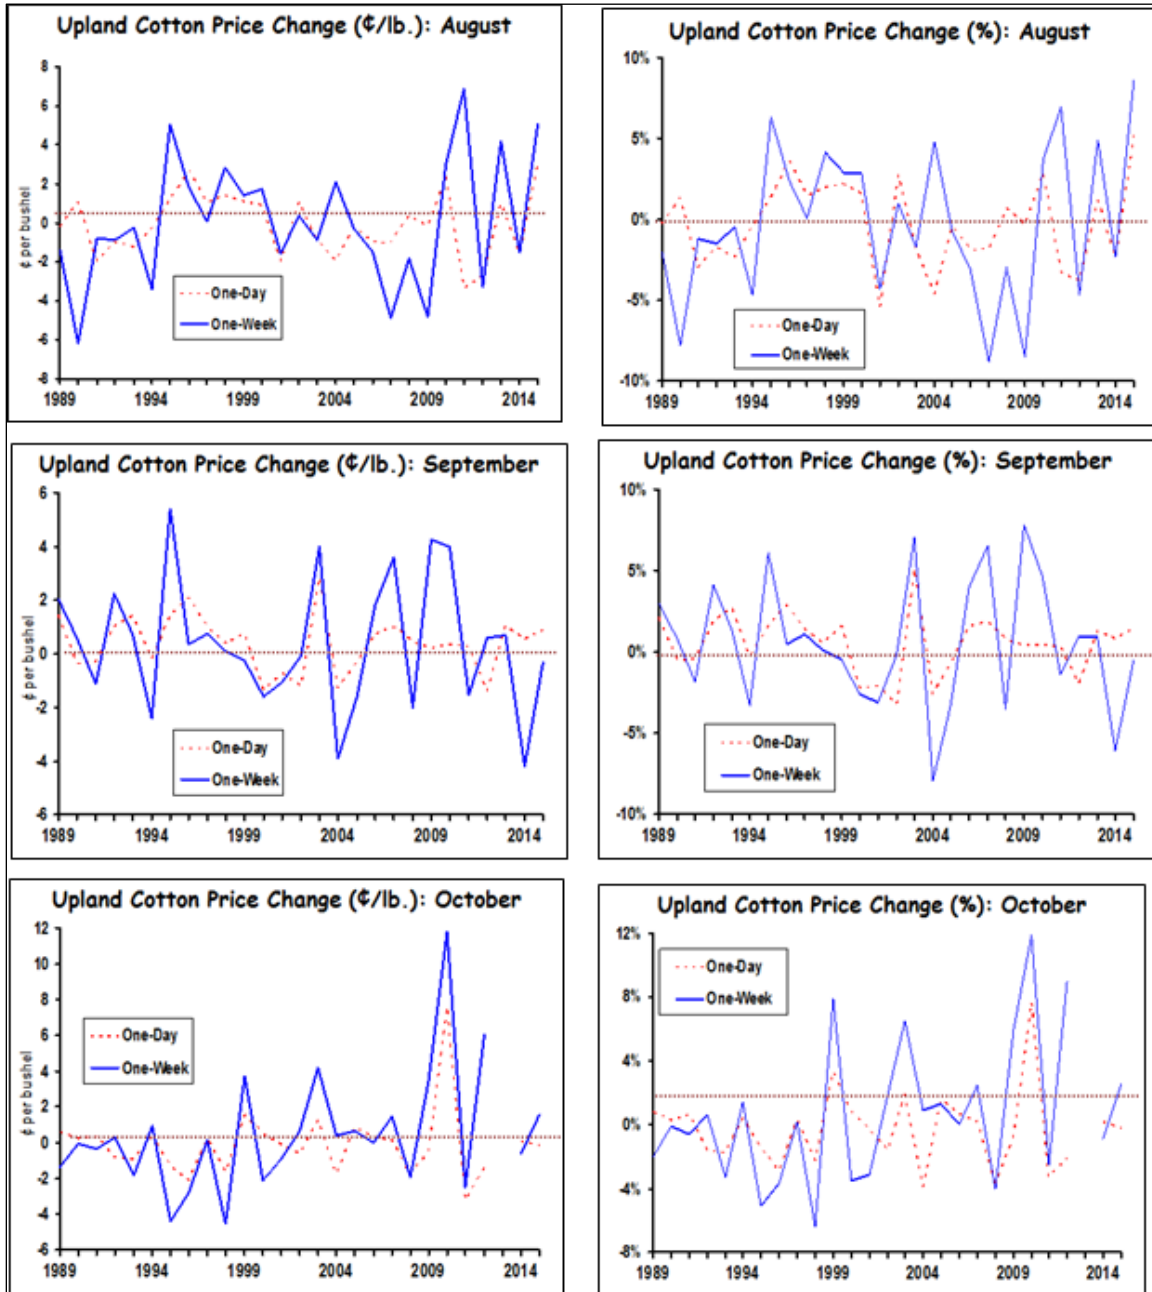 Upland Cotton Price Change (¢/lb.): August
8
6
4
2
0
-2
-4
-6
-8
¢ per bushel
One-Day
One-Week
1989 1994 1999 2004 2009 2014
Upland Cotton Price Change (%): August
10%
5%
0%
-5%
-10%
One-Day
One-Week
1989 1994 1999 2004 2009 2014
Upland Cotton Price Change (¢/lb.): September
6
4
2
0
-2
-4
-6
¢ per bushel
One-Day
One-Week
1989 1994 1999 2004 2009 2014
Upland Cotton Price Change (%): September
10%
5%
0%
-5%
-10%
One-Day
One-Week
1989 1994 1999 2004 2009 2014
Upland Cotton Price Change (¢/lb.): October
12
10
8
6
4
2
0
-2
-4
-6
¢ per bushel
One-Day
One-Week
1989 1994 1999 2004 2009 2014
Upland Cotton Price Change (%): October
12%
8%
4%
0%
-4%
-8%
One-Day
One-Week
1989 1994 1999 2004 2009 2014